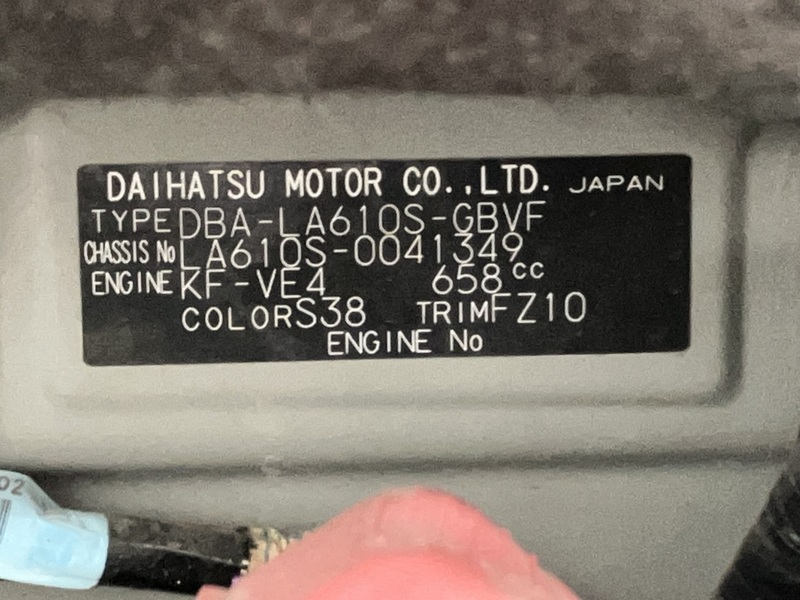 DAIHATSU MOTOR CO.,LTD. JAPAN
TYPE DBA-LA610S-GBVF
CHASSIS No LA610S-0041349
ENGINE KF-VE4 658cc
COLOR S38 TRIM FZ10
ENGINE No
02